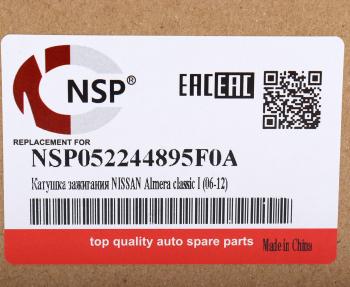 NSP®
EAC EAC
REPLACEMENT FOR
NSP052244895F0A
Катушка зажигания NISSAN Almera classic I (06-12)
top quality auto spare parts
Made in China